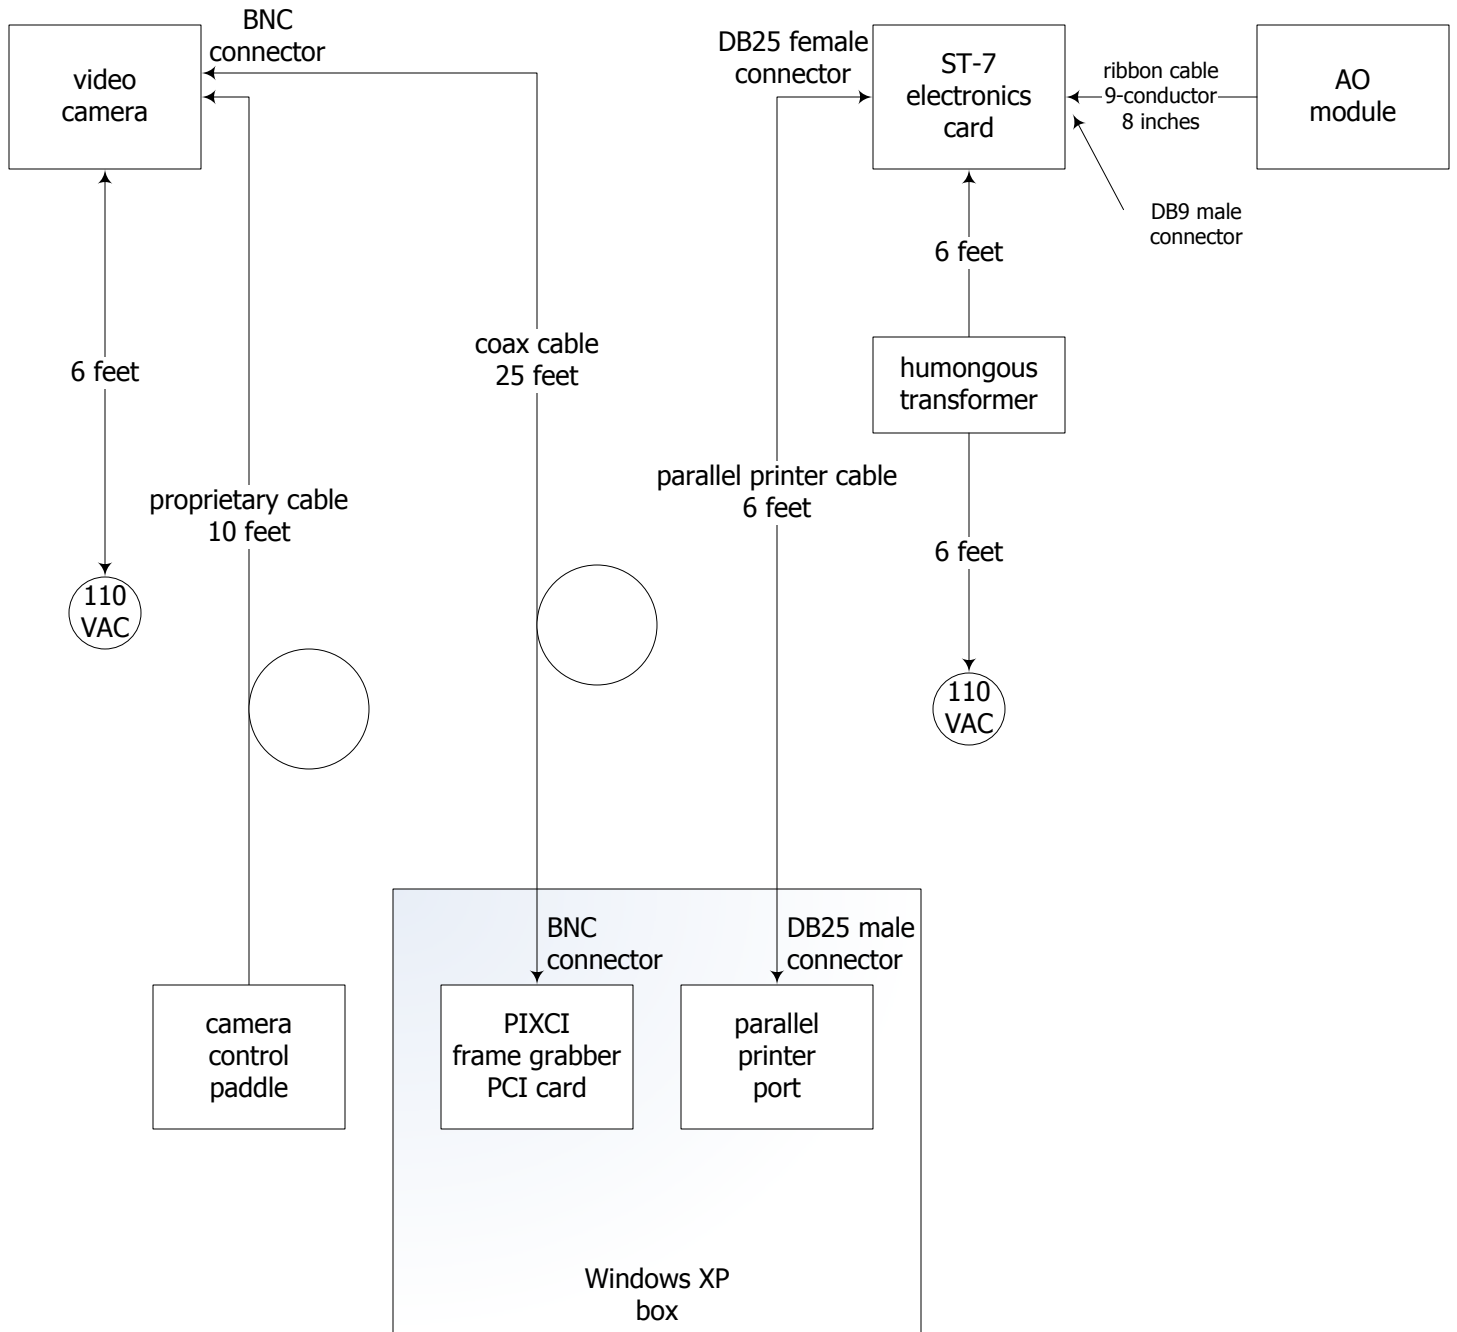 BNC
connector
video
camera
DB25 female
connector
ST-7
electronics
card
ribbon cable
9-conductor
8 inches
AO
module
DB9 male
connector
6 feet
coax cable
25 feet
6 feet
humongous
transformer
parallel printer cable
6 feet
proprietary cable
10 feet
6 feet
110
VAC
110
VAC
BNC
connector
DB25 male
connector
camera
control
paddle
PIXCI
frame grabber
PCI card
parallel
printer
port
Windows XP
box